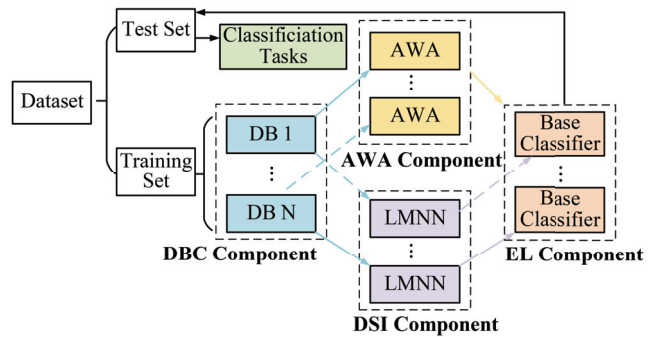 Test Set
Classificiation
Tasks
Dataset
Training
Set
DB 1
⋮
DB N
DBC Component
AWA
⋮
AWA
AWA Component
LMNN
⋮
LMNN
DSI Component
Base
Classifier
⋮
Base
Classifier
EL Component